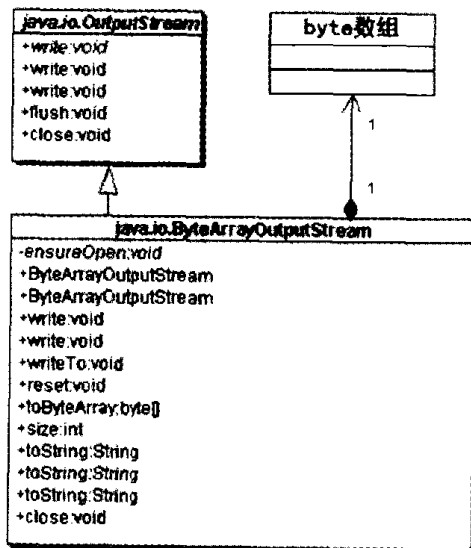 java.io.OutputStream
+write:void
+write:void
+write:void
+flush:void
+close:void
byte数组
1
1
java.io.ByteArrayOutputStream
-ensureOpen:void
+ByteArrayOutputStream
+ByteArrayOutputStream
+write:void
+write:void
+writeTo:void
+reset:void
+toByteArray:byte[]
+size:int
+toString:String
+toString:String
+toString:String
+close:void